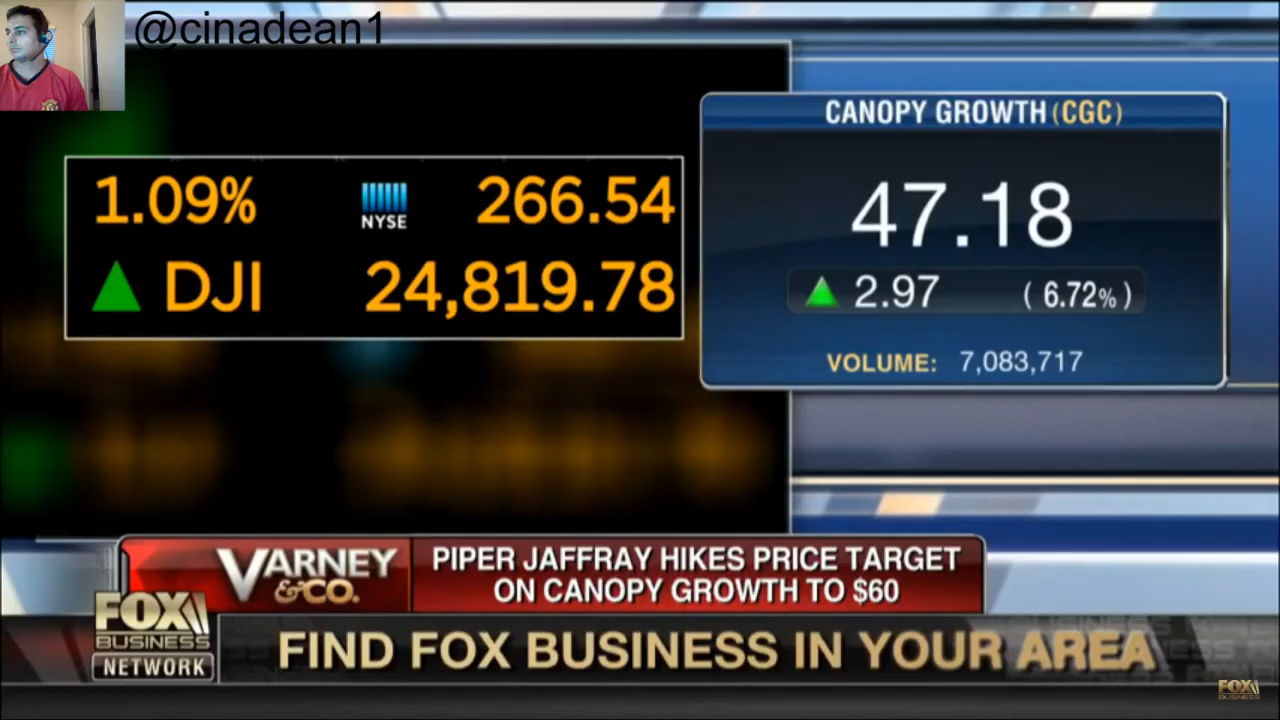 @cinadean1
CANOPY GROWTH (CGC)
47.18
2.97 (6.72%)
VOLUME: 7,083,717
1.09% NYSE 266.54
DJI 24,819.78
VARNEY
&CO.
PIPER JAFFRAY HIKES PRICE TARGET
ON CANOPY GROWTH TO $60
FOX
BUSINESS
NETWORK
FIND FOX BUSINESS IN YOUR AREA
FOX
BUSINESS